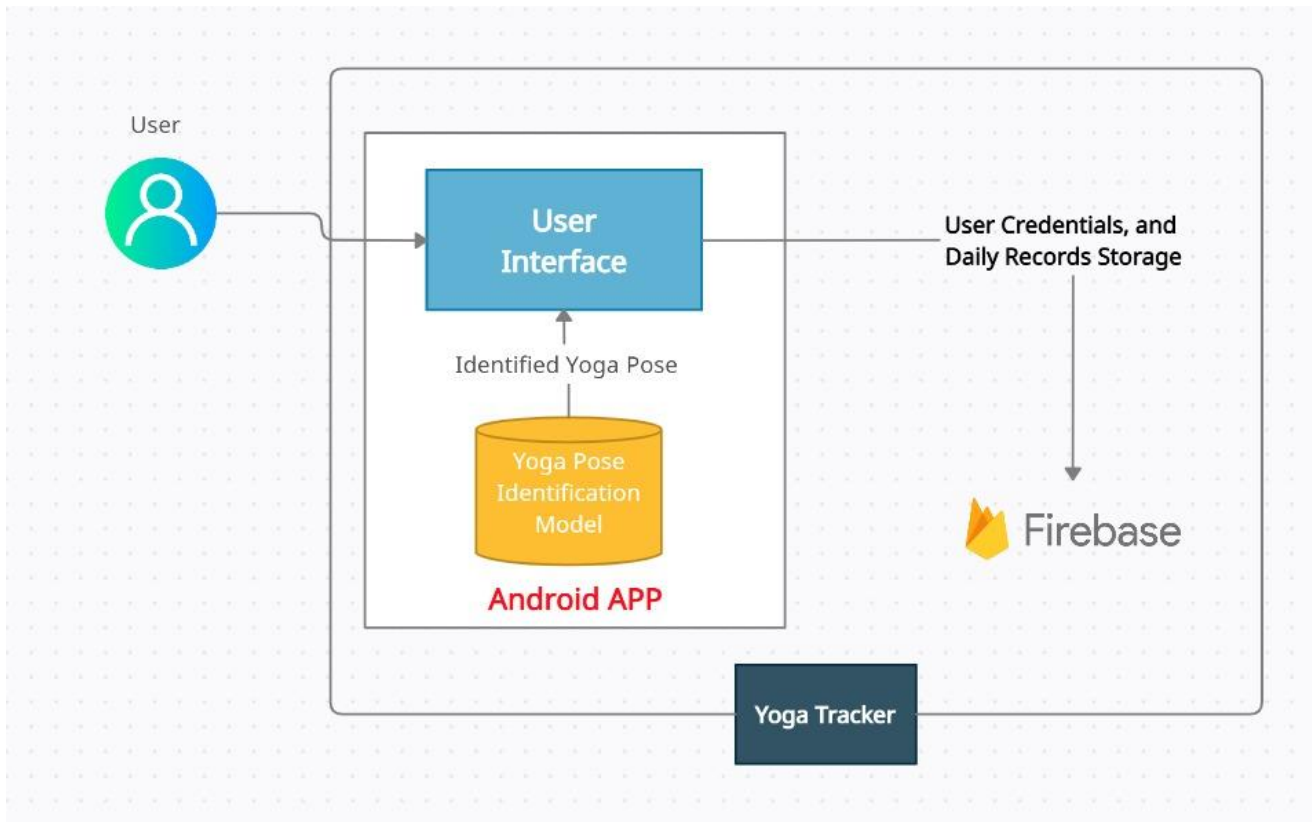 User
User
Interface
User Credentials, and
Daily Records Storage
Identified Yoga Pose
Yoga Pose
Identification
Model
Firebase
Android APP
Yoga Tracker